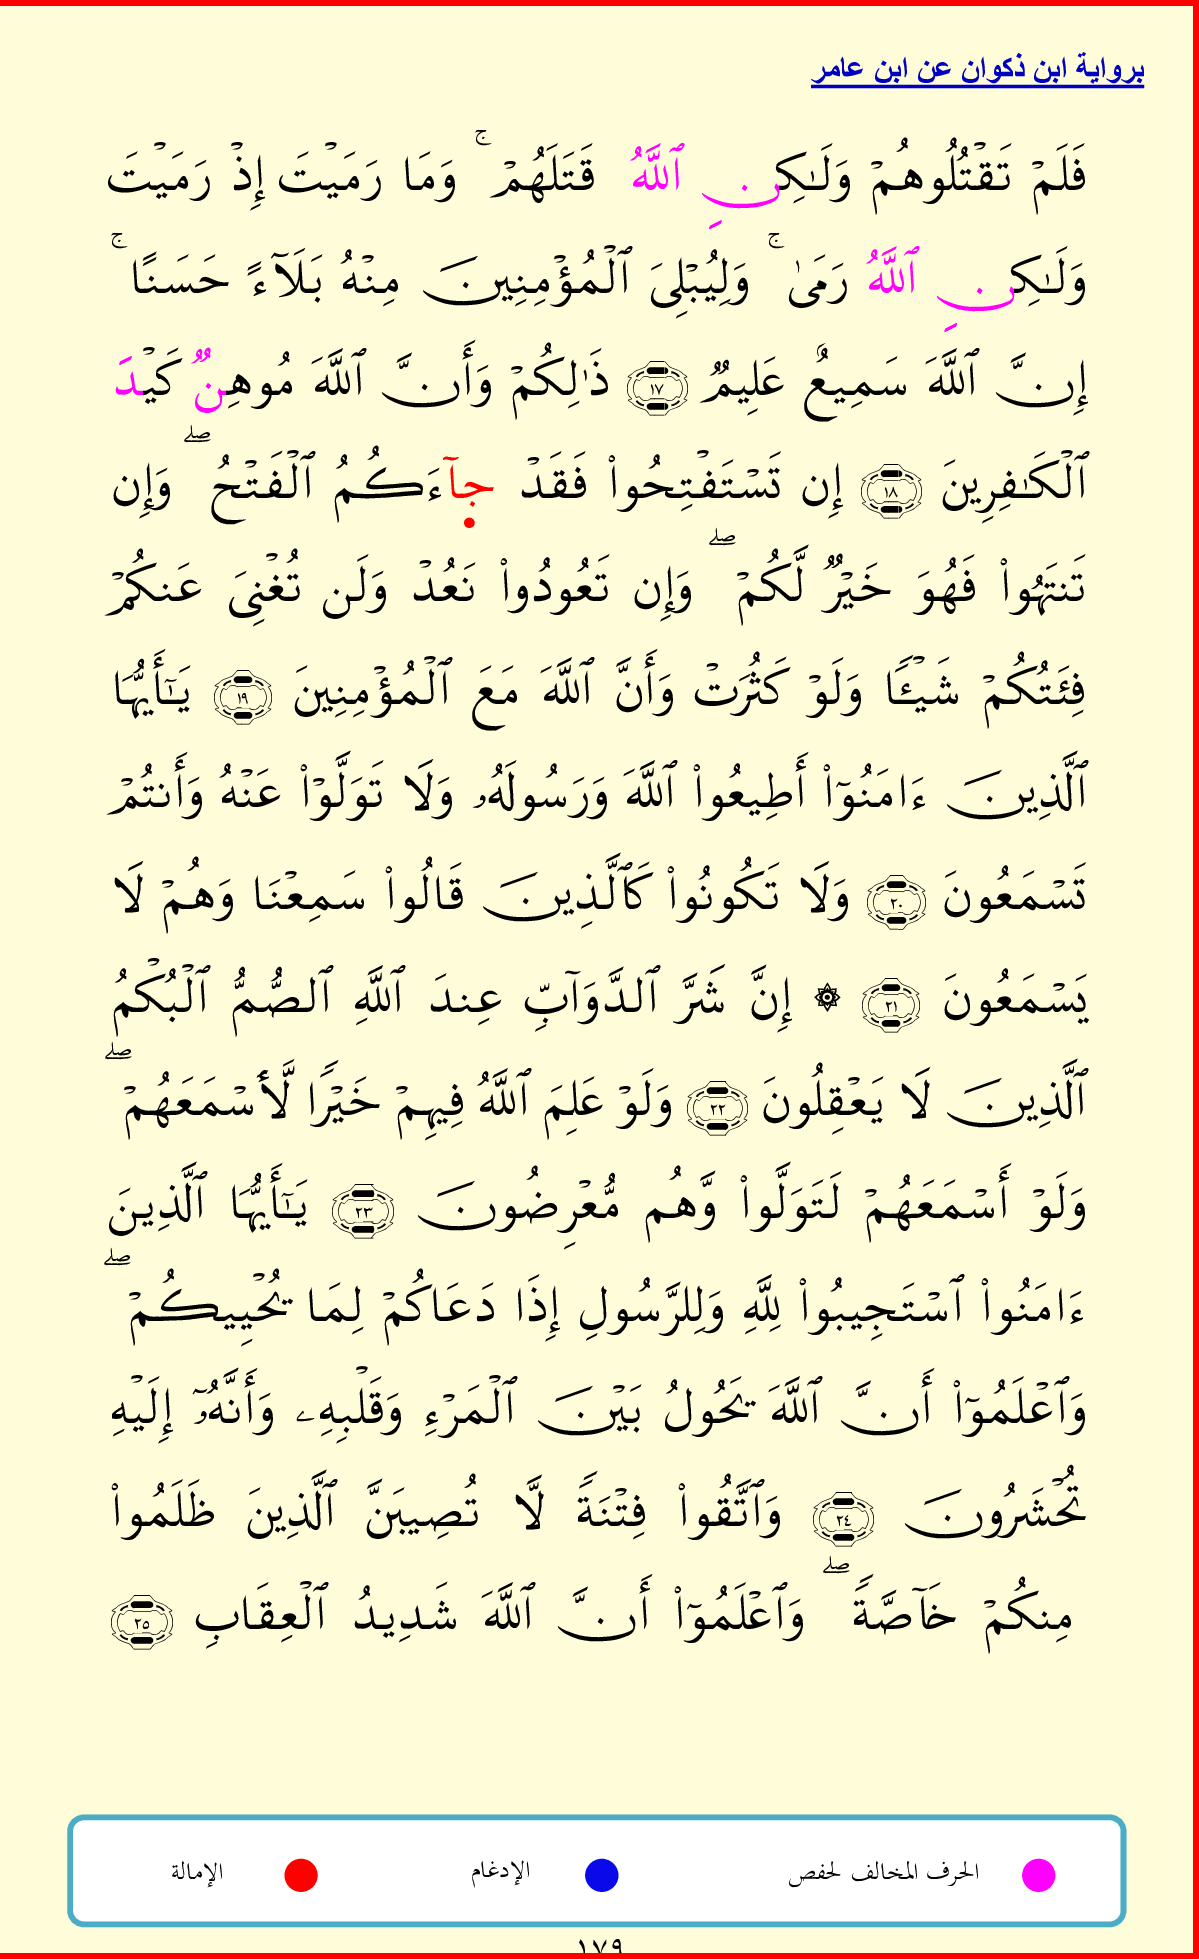 برواية ابن ذكوان عن ابن عامر
فَلَمۡ تَقۡتُلُوهُمۡ وَلَٰكِنِ ٱللَّهُ قَتَلَهُمۡۚ وَمَا رَمَيۡتَ إِذۡ رَمَيۡتَ
وَلَٰكِنِ ٱللَّهُ رَمَىٰۚ وَلِيُبۡلِىَ ٱلۡمُؤۡمِنِينَ مِنۡهُ بَلَآءً حَسَنًاۚ
إِنَّ ٱللَّهَ سَمِيعٌ عَلِيمٌ ١٧ ذَٰلِكُمۡ وَأَنَّ ٱللَّهَ مُوهِنٌ كَيۡدَ
ٱلۡكَٰفِرِينَ ١٨ إِن تَسۡتَفۡتِحُوا۟ فَقَدۡ جَآءَكُمُ ٱلۡفَتۡحُۖ وَإِن
تَنتَهُوا۟ فَهُوَ خَيۡرٌ لَّكُمۡۖ وَإِن تَعُودُوا۟ نَعُدۡ وَلَن تُغۡنِىَ عَنكُمۡ
فِئَتُكُمۡ شَيۡـًٔا وَلَوۡ كَثُرَتۡ وَأَنَّ ٱللَّهَ مَعَ ٱلۡمُؤۡمِنِينَ ١٩ يَٰٓأَيُّهَا
ٱلَّذِينَ ءَامَنُوٓا۟ أَطِيعُوا۟ ٱللَّهَ وَرَسُولَهُۥ وَلَا تَوَلَّوۡا۟ عَنۡهُ وَأَنتُمۡ
تَسۡمَعُونَ ٢٠ وَلَا تَكُونُوا۟ كَٱلَّذِينَ قَالُوا۟ سَمِعۡنَا وَهُمۡ لَا
يَسۡمَعُونَ ٢١ ۞ إِنَّ شَرَّ ٱلدَّوَآبِّ عِندَ ٱللَّهِ ٱلصُّمُّ ٱلۡبُكۡمُ
ٱلَّذِينَ لَا يَعۡقِلُونَ ٢٢ وَلَوۡ عَلِمَ ٱللَّهُ فِيهِمۡ خَيۡرًا لَّأَسۡمَعَهُمۡۖ
وَلَوۡ أَسۡمَعَهُمۡ لَتَوَلَّوا۟ وَّهُم مُّعۡرِضُونَ ٢٣ يَٰٓأَيُّهَا ٱلَّذِينَ
ءَامَنُوا۟ ٱسۡتَجِيبُوا۟ لِلَّهِ وَلِلرَّسُولِ إِذَا دَعَاكُمۡ لِمَا يُحۡيِيكُمۡۖ
وَٱعۡلَمُوٓا۟ أَنَّ ٱللَّهَ يَحُولُ بَيۡنَ ٱلۡمَرۡءِ وَقَلۡبِهِۦ وَأَنَّهُۥٓ إِلَيۡهِ
تُحۡشَرُونَ ٢٤ وَٱتَّقُوا۟ فِتۡنَةً لَّا تُصِيبَنَّ ٱلَّذِينَ ظَلَمُوا۟
مِنكُمۡ خَآصَّةًۖ وَٱعۡلَمُوٓا۟ أَنَّ ٱللَّهَ شَدِيدُ ٱلۡعِقَابِ ٢٥
الحرف المخالف لحفص الإدغام الإمالة
١٧٩